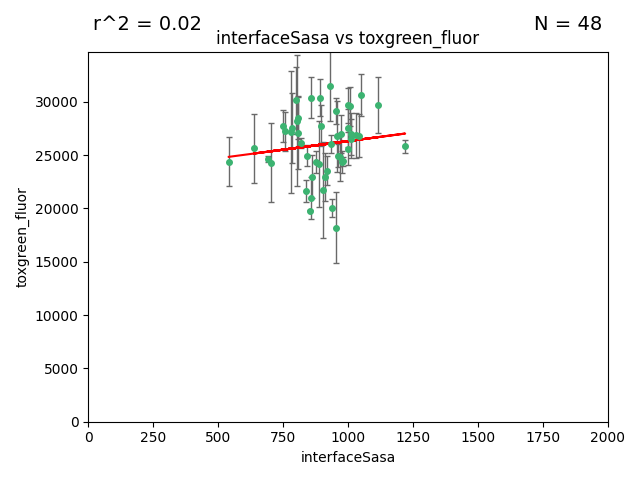 r^2 = 0.02
N = 48
interfaceSasa vs toxgreen_fluor
30000
25000
20000
15000
10000
5000
0
toxgreen_fluor
0 250 500 750 1000 1250 1500 1750 2000
interfaceSasa